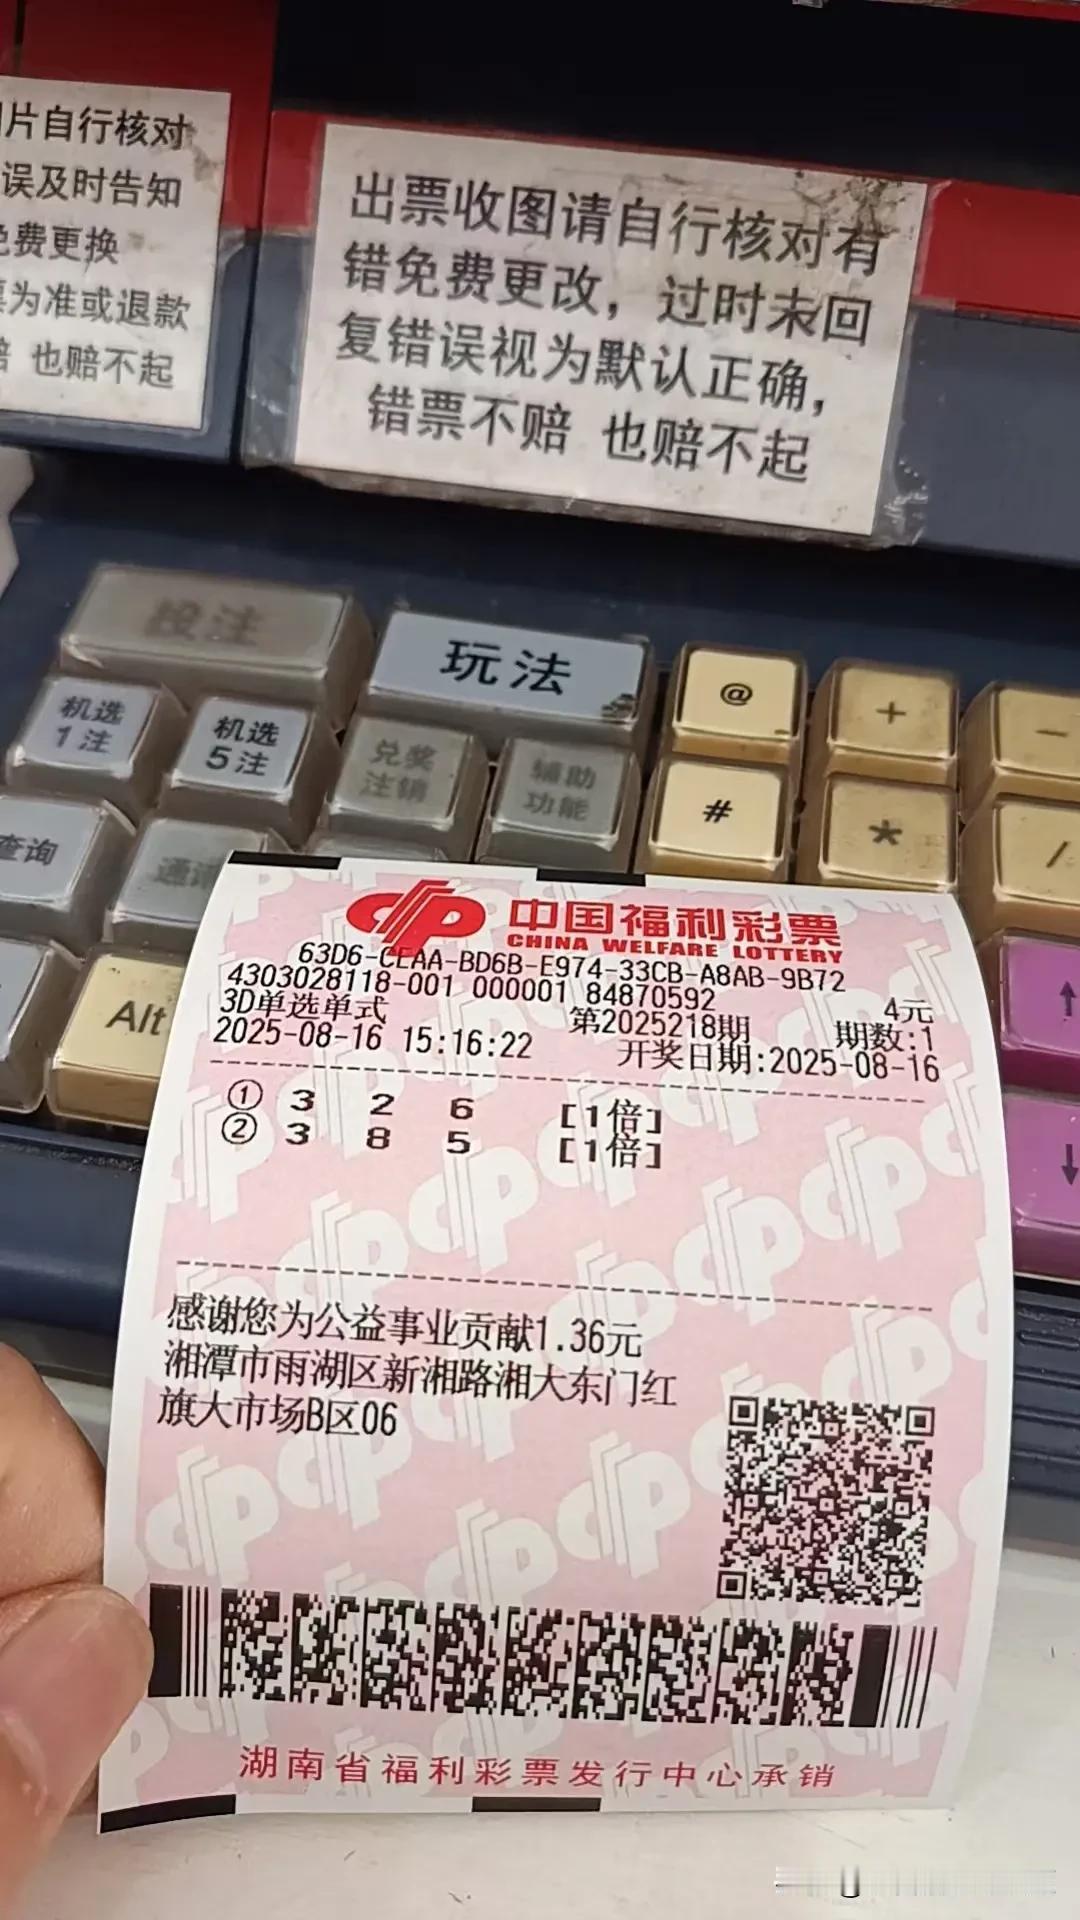 片自行核对
误及时告知
免费更换
票为准或退款
赔 也赔不起
出票收图请自行核对有
错免费更改，过时未回
复错误视为默认正确，
错票不赔 也赔不起
投注
玩法
@
+
-
机选
1注
机选
5注
兑奖
注销
辅助
功能
#
*
/
查询
通讯
Alt
↑
↓
中国福利彩票
CHINA WELFARE LOTTERY
63D6-CEAA-BD6B-E974-33CB-A8AB-9B72
4303028118-001 000001 84870592 4元
3D单选单式 第2025218期 期数:1
2025-08-16 15:16:22 开奖日期:2025-08-16
① 3 2 6 [1倍]
② 3 8 5 [1倍]
感谢您为公益事业贡献1.36元
湘潭市雨湖区新湘路湘大东门红
旗大市场B区06
湖南省福利彩票发行中心承销